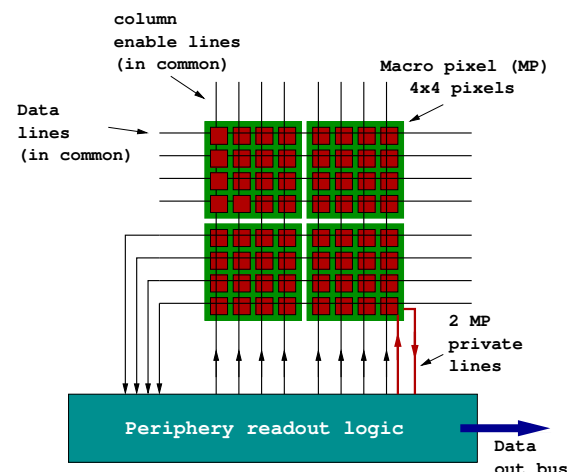 column
enable lines
(in common)
Macro pixel (MP)
4x4 pixels
Data
lines
(in common)
2 MP
private
lines
Periphery readout logic
Data
out bus